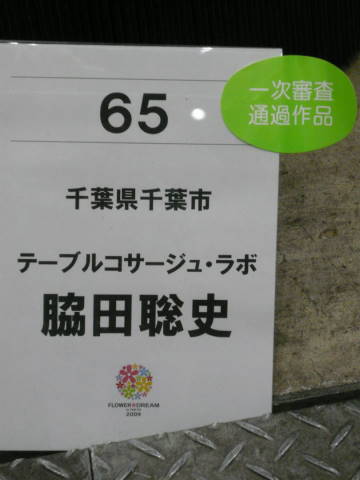 65
一次審査
通過作品
千葉県千葉市
テーブルコサージュ・ラボ
脇田聡史
FLOWER DREAM
2009